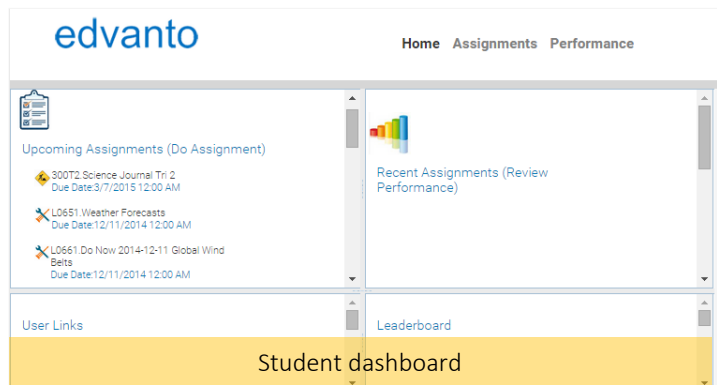 edvanto
Home Assignments Performance
Upcoming Assignments (Do Assignment)
300T2.Science Journal Tri 2
Due Date:3/7/2015 12:00 AM
L0651.Weather Forecasts
Due Date:12/11/2014 12:00 AM
L0661.Do Now 2014-12-11 Global Wind
Belts
Due Date:12/11/2014 12:00 AM
Recent Assignments (Review
Performance)
User Links
Leaderboard
Student dashboard